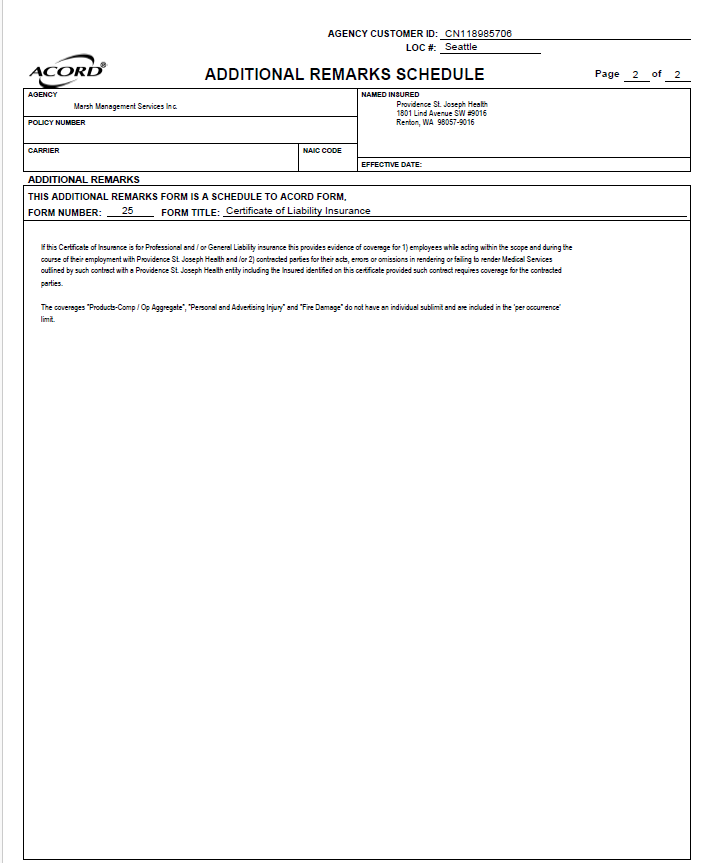 AGENCY CUSTOMER ID: CN118985706
LOC #: Seattle
ACORD®
ADDITIONAL REMARKS SCHEDULE
Page 2 of 2
AGENCY
Marsh Management Services Inc.
NAMED INSURED
Providence St. Joseph Health
1801 Lind Avenue SW #9016
Renton, WA 98057-9016
POLICY NUMBER
CARRIER
NAIC CODE
EFFECTIVE DATE:
ADDITIONAL REMARKS
THIS ADDITIONAL REMARKS FORM IS A SCHEDULE TO ACORD FORM,
FORM NUMBER: 25 FORM TITLE: Certificate of Liability Insurance
If this Certificate of Insurance is for Professional and / or General Liability insurance this provides evidence of coverage for 1) employees while acting within the scope and during the
course of their employment with Providence St. Joseph Health and /or 2) contracted parties for their acts, errors or omissions in rendering or failing to render Medical Services
outlined by such contract with a Providence St. Joseph Health entity including the Insured identified on this certificate provided such contract requires coverage for the contracted
parties.
The coverages "Products-Comp / Op Aggregate", "Personal and Advertising Injury" and "Fire Damage" do not have an individual sublimit and are included in the 'per occurrence'
limit.